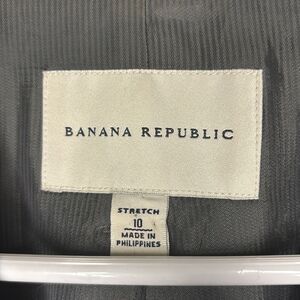 BANANA REPUBLIC
STRETCH
10
MADE IN
PHILIPPINES